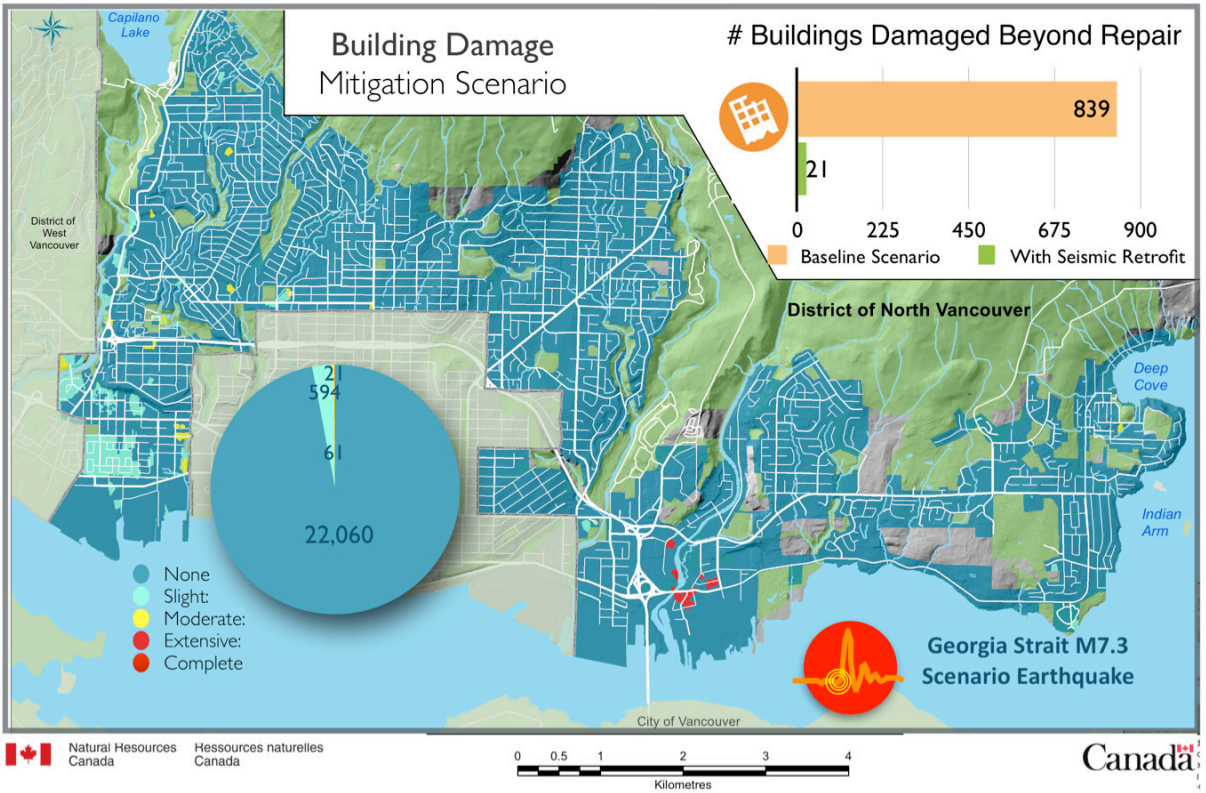 Capilano
Lake
Building Damage
Mitigation Scenario
# Buildings Damaged Beyond Repair
839
21
0 225 450 675 900
Baseline Scenario With Seismic Retrofit
District of
West
Vancouver
District of North Vancouver
Deep
Cove
Indian
Arm
21
594
61
22,060
None
Slight:
Moderate:
Extensive:
Complete
Georgia Strait M7.3
Scenario Earthquake
City of Vancouver
Natural Resources
Canada
Ressources naturelles
Canada
0 0.5 1 2 3 4
Kilometres
Canada